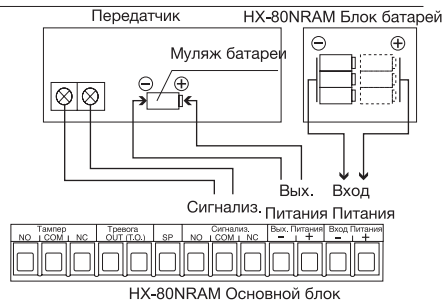 Передатчик
HX-80NRAM Блок батарей
Муляж батареи
Вых. Вход
Сигнализ. Питания Питания
Тампер Тревога Сигнализ. Вых. Питания Вход Питания
NO COM NC OUT (T.O.) SP NO COM NC − + − +
HX-80NRAM Основной блок